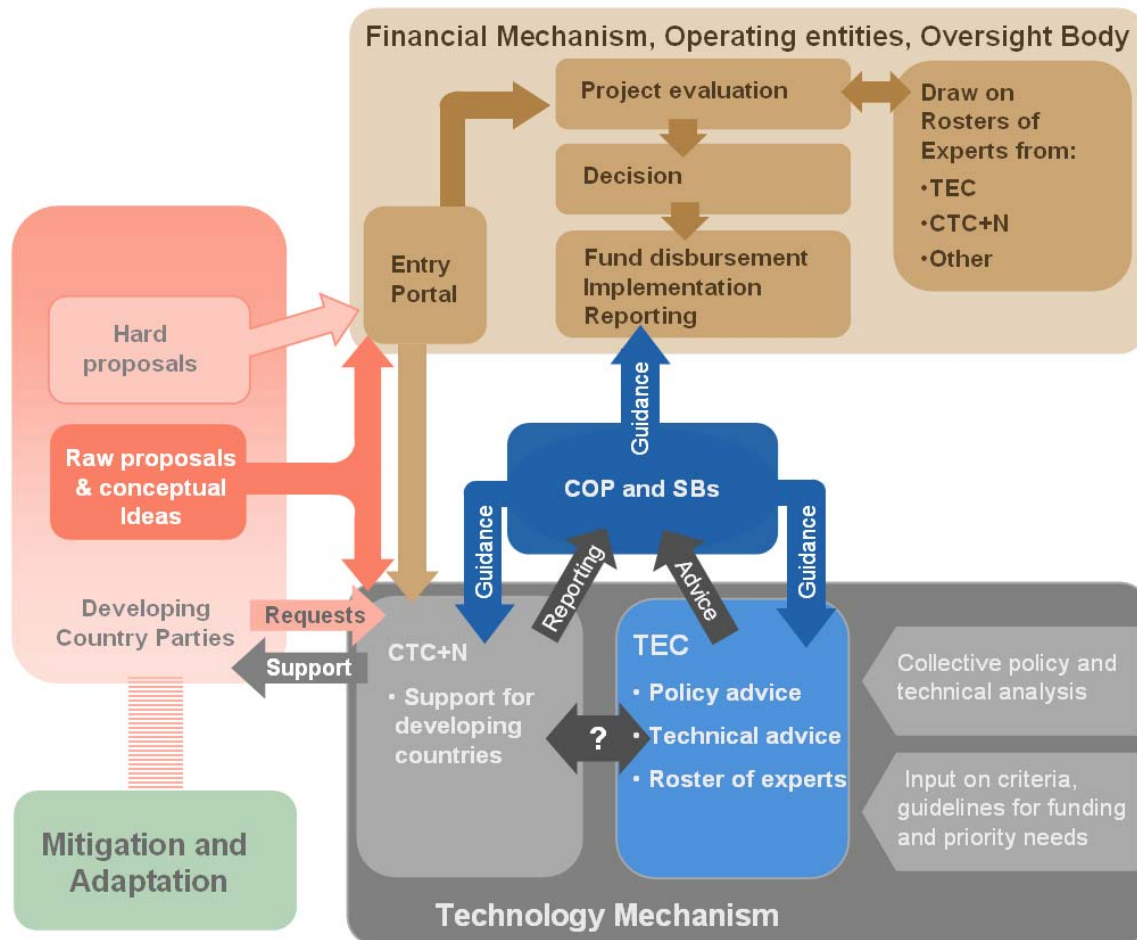 Financial Mechanism, Operating entities, Oversight Body
Project evaluation
Draw on
Rosters of
Experts from:
•TEC
•CTC+N
•Other
Decision
Entry
Portal
Fund disbursement
Implementation
Reporting
Hard
proposals
Raw proposals
& conceptual
Ideas
Guidance
COP and SBs
Guidance
Guidance
Reporting
Advice
Developing
Country Parties
Requests
Support
CTC+N
• Support for
developing
countries
?
TEC
• Policy advice
• Technical advice
• Roster of experts
Collective policy and
technical analysis
Input on criteria,
guidelines for funding
and priority needs
Mitigation and
Adaptation
Technology Mechanism